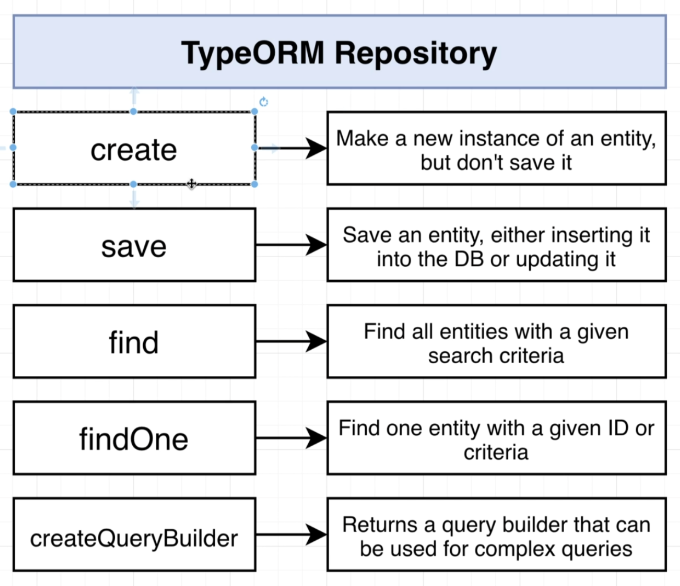 TypeORM Repository
create
Make a new instance of an entity,
but don't save it
save
Save an entity, either inserting it
into the DB or updating it
find
Find all entities with a given
search criteria
findOne
Find one entity with a given ID or
criteria
createQueryBuilder
Returns a query builder that can
be used for complex queries